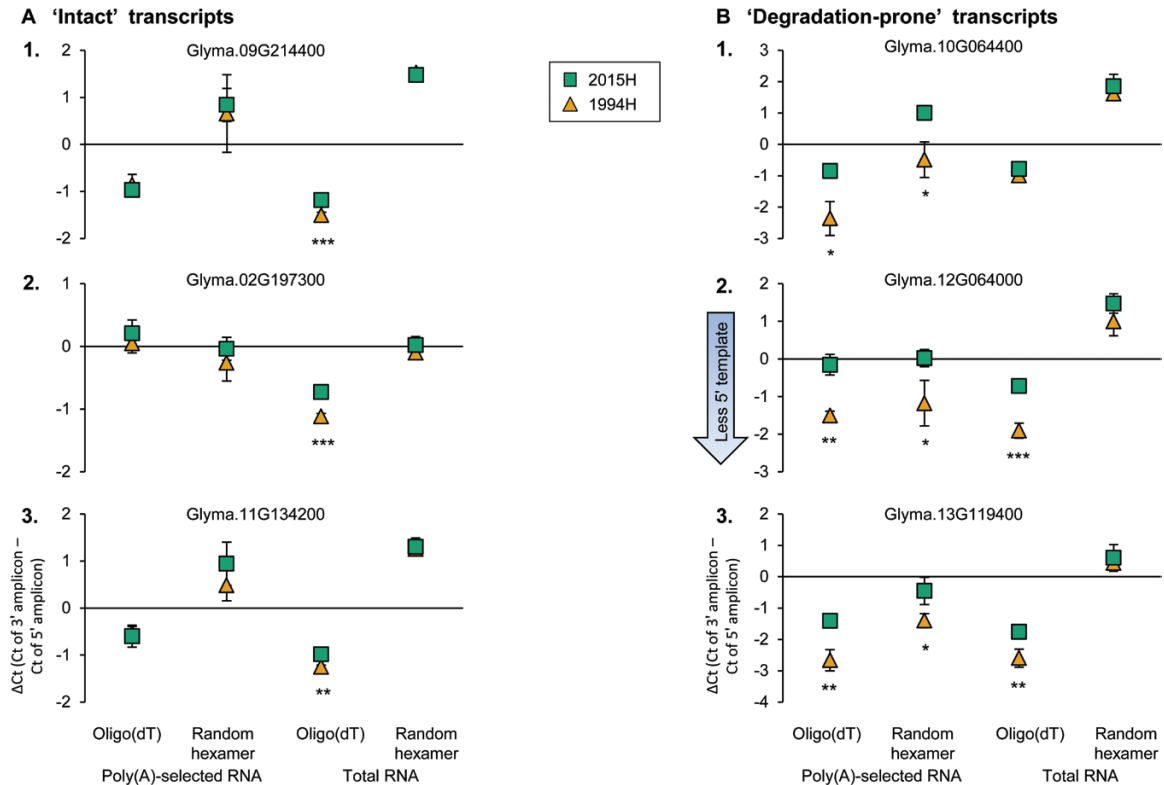 A 'Intact' transcripts
B 'Degradation-prone' transcripts
1.
Glyma.09G214400
2
1
0
-1
-2
***
2015H
1994H
1.
Glyma.10G064400
3
2
1
0
-1
-2
-3
*
*
2.
Glyma.02G197300
1
0
-1
-2
***
Less 5' template
2.
Glyma.12G064000
2
1
0
-1
-2
-3
**
*
***
3.
Glyma.11G134200
ΔCt (Ct of 3' amplicon –
Ct of 5' amplicon)
2
1
0
-1
-2
**
Oligo(dT)
Random
hexamer
Oligo(dT)
Random
hexamer
Poly(A)-selected RNA
Total RNA
3.
Glyma.13G119400
ΔCt (Ct of 3' amplicon –
Ct of 5' amplicon)
2
1
0
-1
-2
-3
-4
**
*
**
Oligo(dT)
Random
hexamer
Oligo(dT)
Random
hexamer
Poly(A)-selected RNA
Total RNA